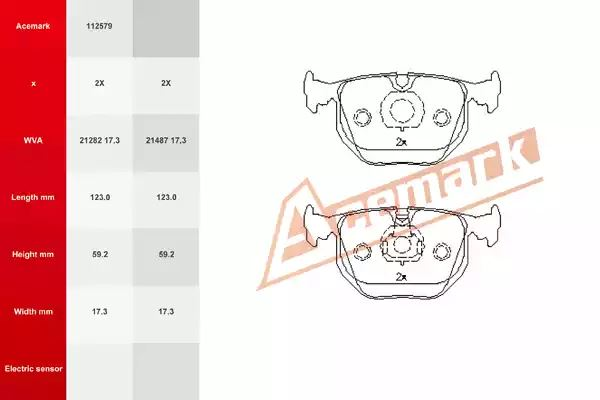 Acemark 112579
x 2X 2X
WVA 21282 17,3 21487 17,3
Length mm 123.0 123.0
Height mm 59.2 59.2
Width mm 17.3 17.3
Electric sensor
2x
2x
Acemark